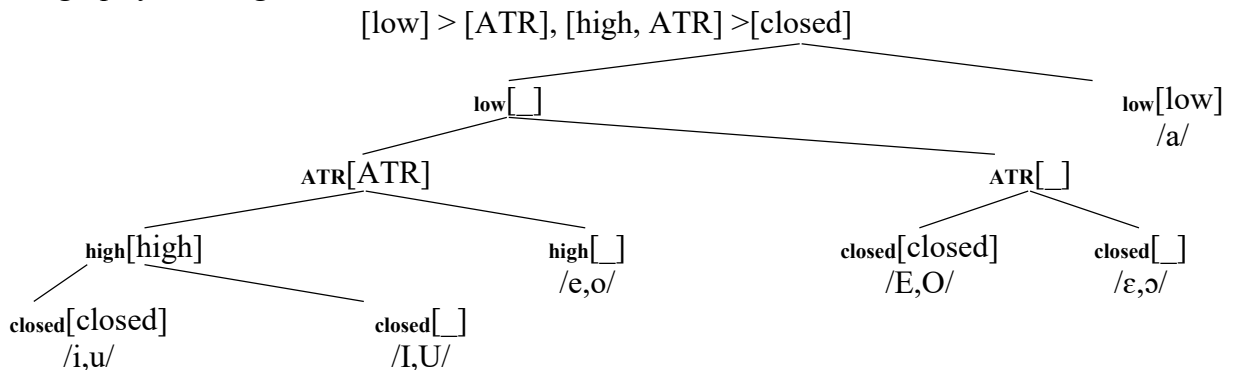 [low] > [ATR], [high, ATR] >[closed]
low[_] low[low]
/a/
ATR[ATR] ATR[_]
high[high] high[_] closed[closed] closed[_]
/e,o/ /E,O/ /ɛ,ɔ/
closed[closed] closed[_]
/i,u/ /I,U/